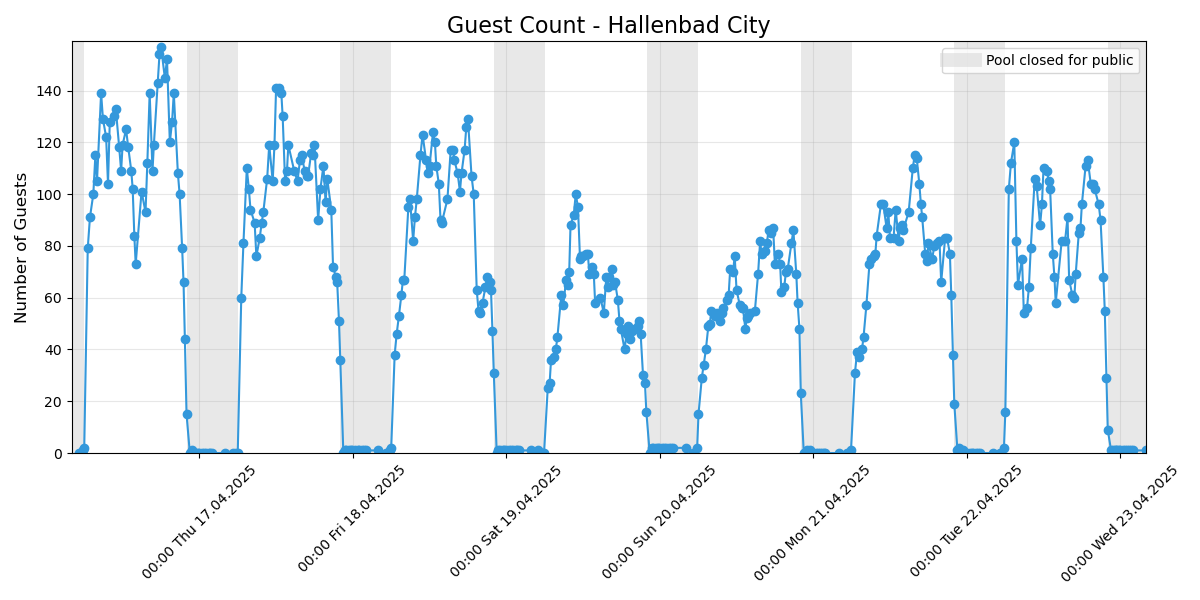 Guest Count - Hallenbad City
Pool closed for public
Number of Guests
140
120
100
80
60
40
20
0
00:00 Thu 17.04.2025
00:00 Fri 18.04.2025
00:00 Sat 19.04.2025
00:00 Sun 20.04.2025
00:00 Mon 21.04.2025
00:00 Tue 22.04.2025
00:00 Wed 23.04.2025